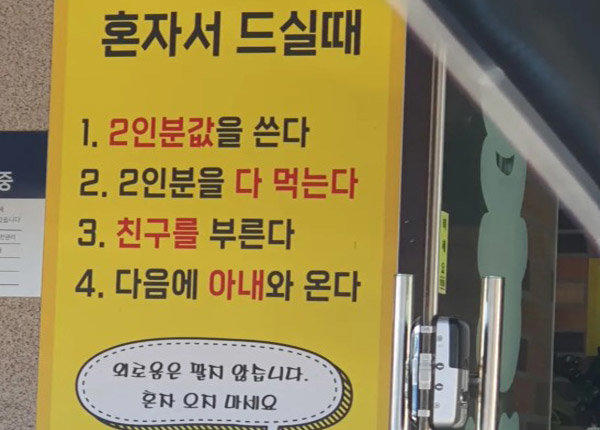 혼자서 드실때
1. 2인분값을 쓴다
2. 2인분을 다 먹는다
3. 친구를 부른다
4. 다음에 아내와 온다
외로움은 팔지 않습니다.
혼자 오지 마세요
중